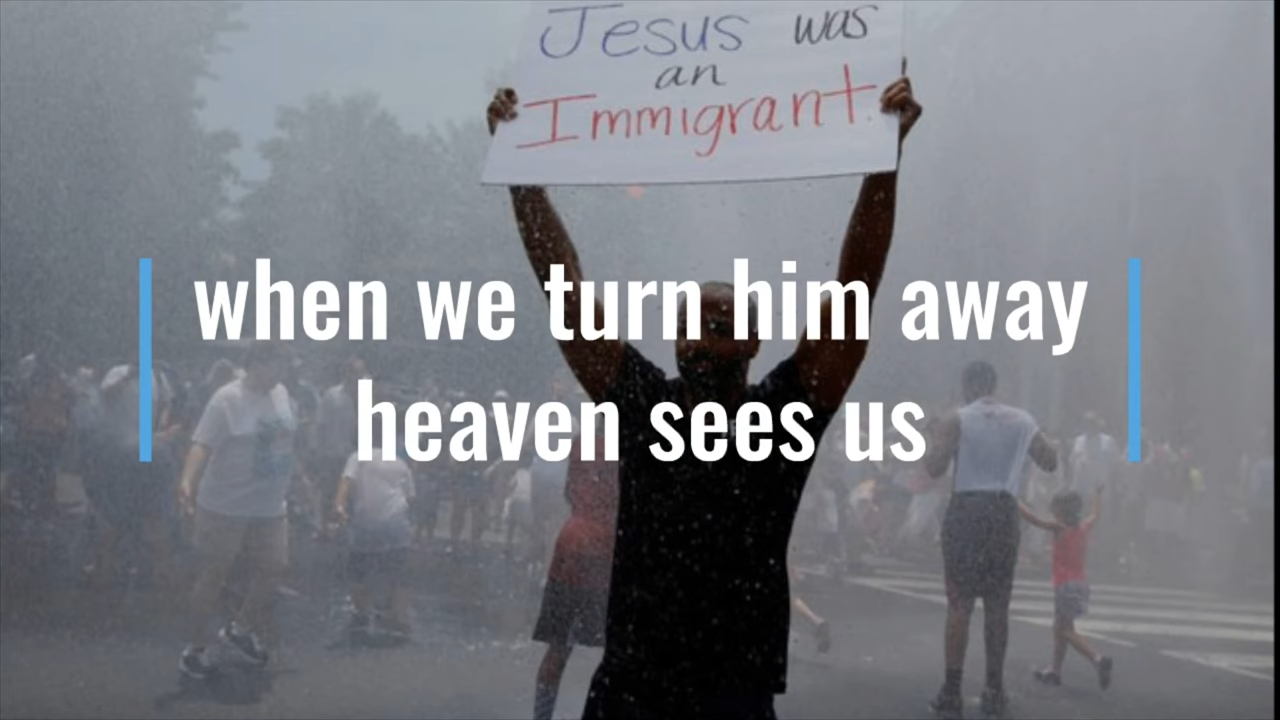 Jesus was
an
Immigrant.
when we turn him away
heaven sees us